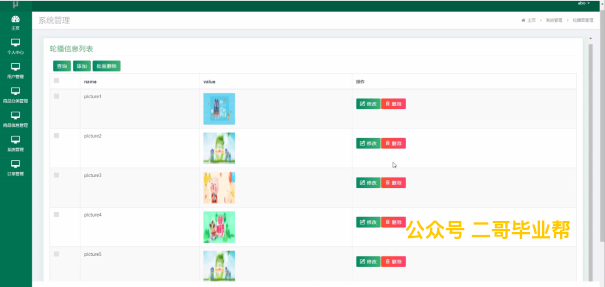 abo
系统管理
主页 系统管理 轮播图管理
主页
个人中心
用户管理
商品分类管理
商品信息管理
系统管理
订单管理
轮播信息列表
查询 添加 批量删除
name value 操作
picture1 修改 删除
picture2 修改 删除
picture3 修改 删除
picture4 修改 删除
picture5 修改 删除
公众号 二哥毕业帮